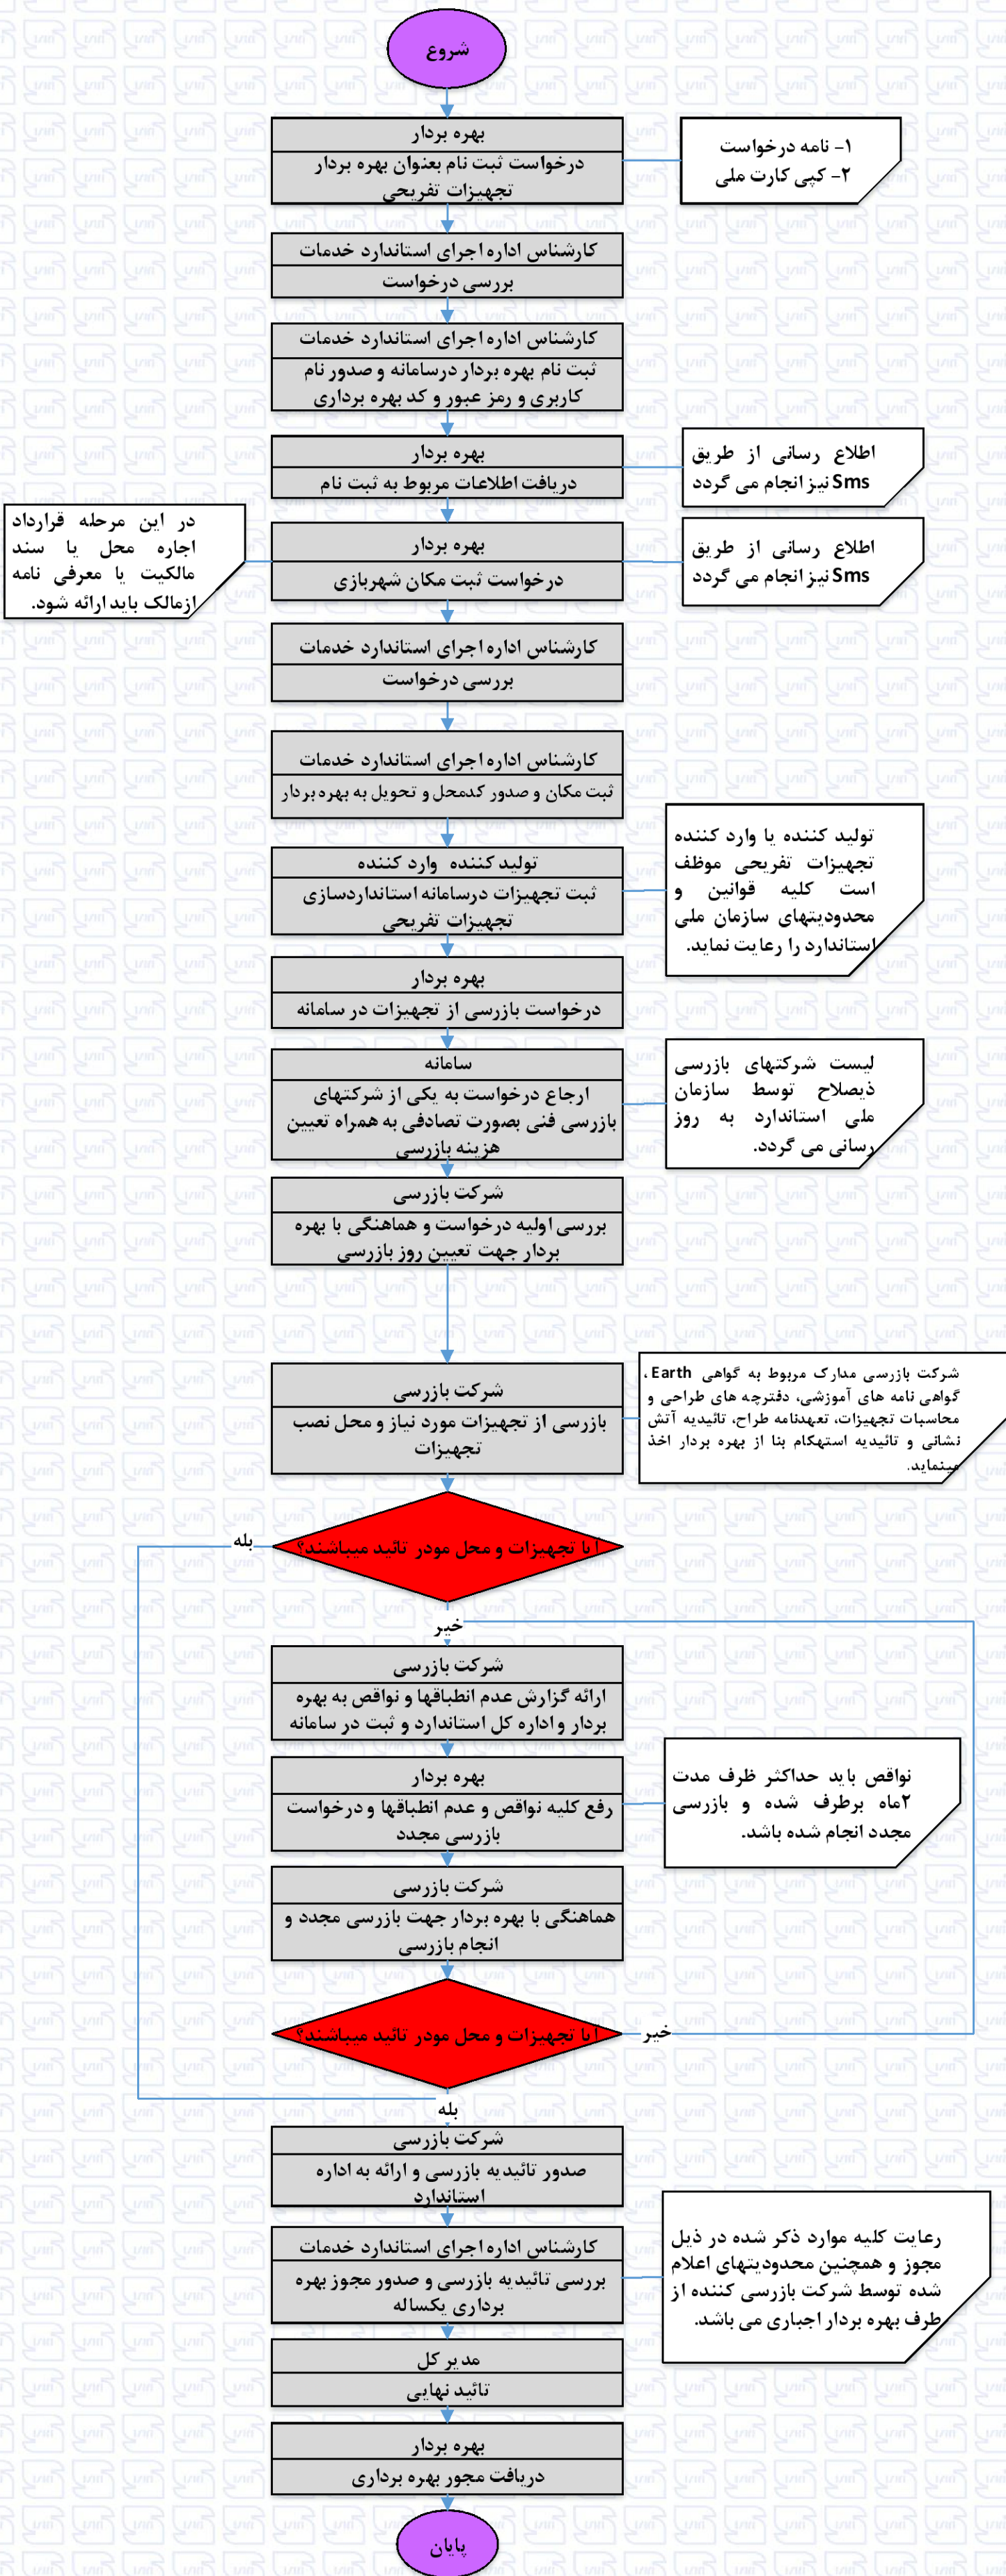 شروع
بهره بردار
درخواست ثبت نام بعنوان بهره بردار
تجهیزات تفریحی
۱- نامه درخواست
۲- کپی کارت ملی
کارشناس اداره اجرای استاندارد خدمات
بررسی درخواست
کارشناس اداره اجرای استاندارد خدمات
ثبت نام بهره بردار درسامانه و صدور نام
کاربری و رمز عبور و کد بهره برداری
بهره بردار
دریافت اطلاعات مربوط به ثبت نام
اطلاع رسانی از طریق
Sms نیز انجام می گردد
بهره بردار
درخواست ثبت مکان شهربازی
اطلاع رسانی از طریق
Sms نیز انجام می گردد
در این مرحله قرارداد
اجاره محل یا سند
مالکیت یا معرفی نامه
ازمالک باید ارائه شود.
کارشناس اداره اجرای استاندارد خدمات
بررسی درخواست
کارشناس اداره اجرای استاندارد خدمات
ثبت مکان و صدور کدمحل و تحویل به بهره بردار
تولید کننده وارد کننده
ثبت تجهیزات درسامانه استانداردسازی
تجهیزات تفریحی
تولید کننده یا وارد کننده
تجهیزات تفریحی موظف
است کلیه قوانین و
محدودیتهای سازمان ملی
استاندارد را رعایت نماید.
بهره بردار
درخواست بازرسی از تجهیزات در سامانه
سامانه
ارجاع درخواست به یکی از شرکتهای
بازرسی فنی بصورت تصادفی به همراه تعیین
هزینه بازرسی
لیست شرکتهای بازرسی
ذیصلاح توسط سازمان
ملی استاندارد به روز
رسانی می گردد.
شرکت بازرسی
بررسی اولیه درخواست و هماهنگی با بهره
بردار جهت تعیین روز بازرسی
شرکت بازرسی
بازرسی از تجهیزات مورد نیاز و محل نصب
تجهیزات
شرکت بازرسی مدارک مربوط به گواهی Earth،
گواهی نامه های آموزشی، دفترچه های طراحی و
محاسبات تجهیزات، تعهدنامه طراح، تائیدیه آتش
نشانی و تائیدیه استهکام بنا از بهره بردار اخذ
مینماید.
آیا تجهیزات و محل مودر تائید میباشند؟
بله
خیر
شرکت بازرسی
ارائه گزارش عدم انطباقها و نواقص به بهره
بردار و اداره کل استاندارد و ثبت در سامانه
بهره بردار
رفع کلیه نواقص و عدم انطباقها و درخواست
بازرسی مجدد
نواقص باید حداکثر ظرف مدت
۲ماه برطرف شده و بازرسی
مجدد انجام شده باشد.
شرکت بازرسی
هماهنگی با بهره بردار جهت بازرسی مجدد و
انجام بازرسی
آیا تجهیزات و محل مودر تائید میباشند؟
خیر
بله
شرکت بازرسی
صدور تائیدیه بازرسی و ارائه به اداره
استاندارد
کارشناس اداره اجرای استاندارد خدمات
بررسی تائیدیه بازرسی و صدور مجوز بهره
برداری یکساله
رعایت کلیه موارد ذکر شده در ذیل
مجوز و همچنین محدودیتهای اعلام
شده توسط شرکت بازرسی کننده از
طرف بهره بردار اجباری می باشد.
مدیر کل
تائید نهایی
بهره بردار
دریافت مجور بهره برداری
پایان